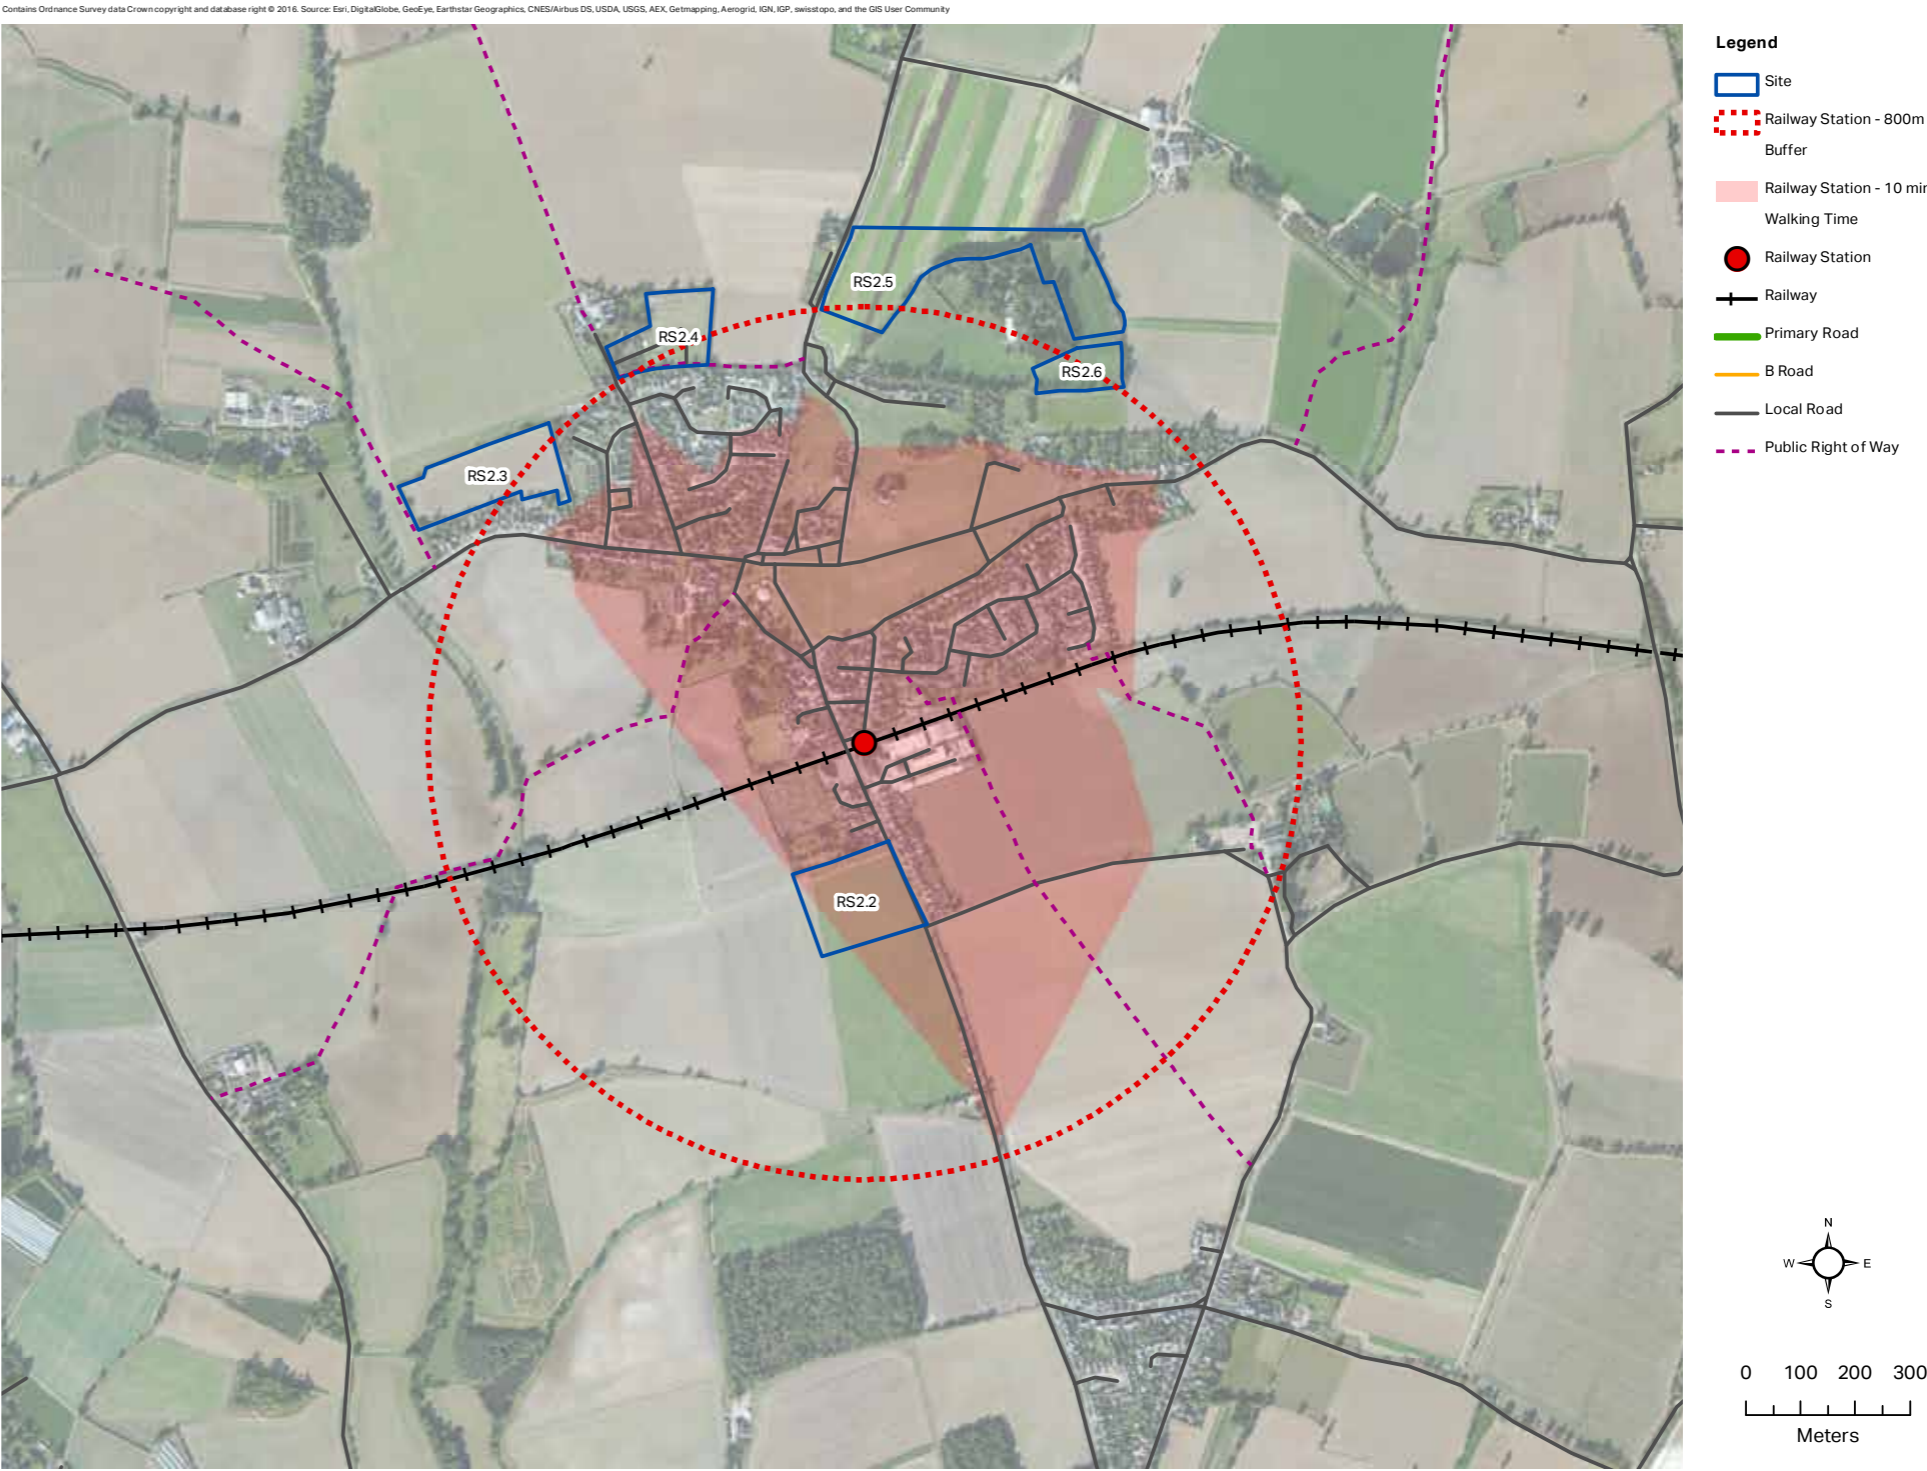 Contains Ordnance Survey data Crown copyright and database right © 2016. Source: Esri, DigitalGlobe, GeoEye, Earthstar Geographics, CNES/Airbus DS, USDA, USGS, AEX, Getmapping, Aerogrid, IGN, IGP, swisstopo, and the GIS User Community
Legend
Site
Railway Station - 800m
Buffer
Railway Station - 10 min
Walking Time
Railway Station
Railway
Primary Road
B Road
Local Road
Public Right of Way
RS2.5
RS2.4
RS2.6
RS2.3
RS2.2
N
W E
S
0 100 200 300
Meters